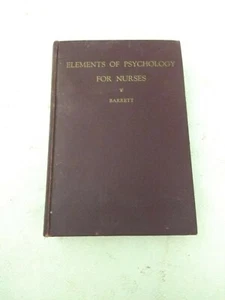 ELEMENTS OF PSYCHOLOGY
FOR NURSES
BARRETT